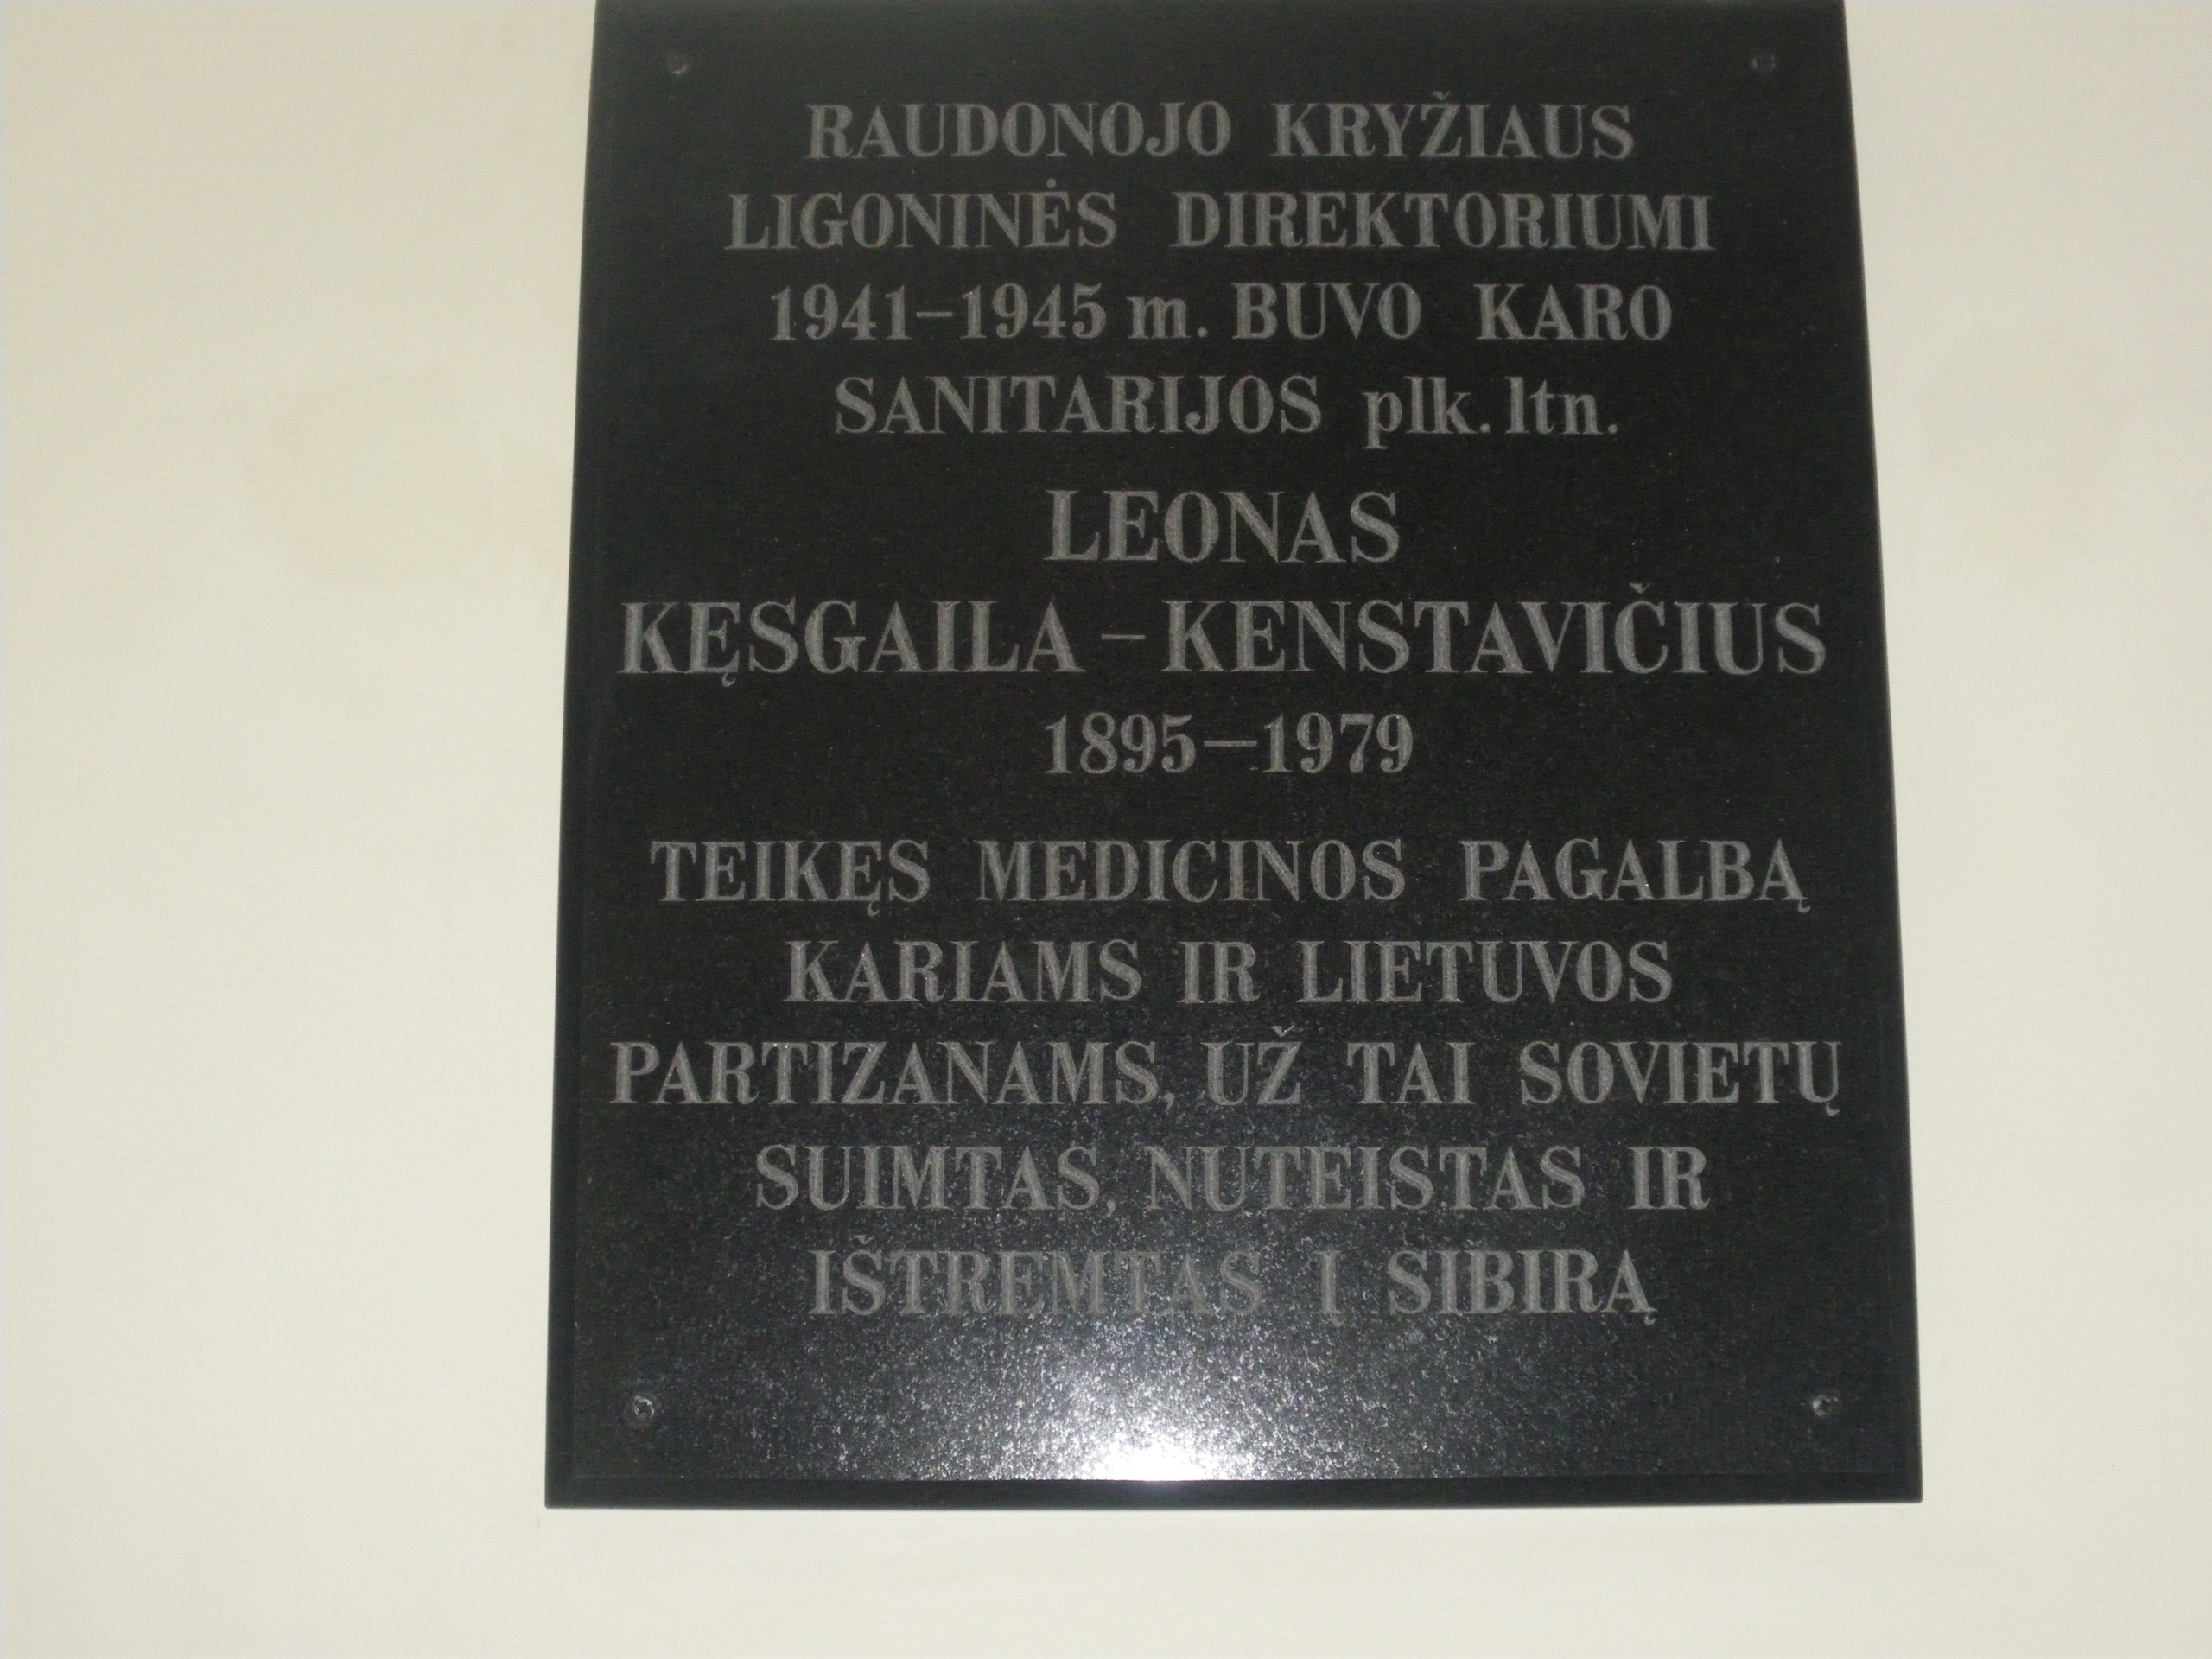 RAUDONOJO KRYŽIAUS
LIGONINĖS DIREKTORIUMI
1941–1945 m. BUVO KARO
SANITARIJOS plk. ltn.
LEONAS
KĘSGAILA – KENSTAVIČIUS
1895–1979
TEIKĘS MEDICINOS PAGALBĄ
KARIAMS IR LIETUVOS
PARTIZANAMS, UŽ TAI SOVIETŲ
SUIMTAS, NUTEISTAS IR
IŠTREMTAS Į SIBIRĄ